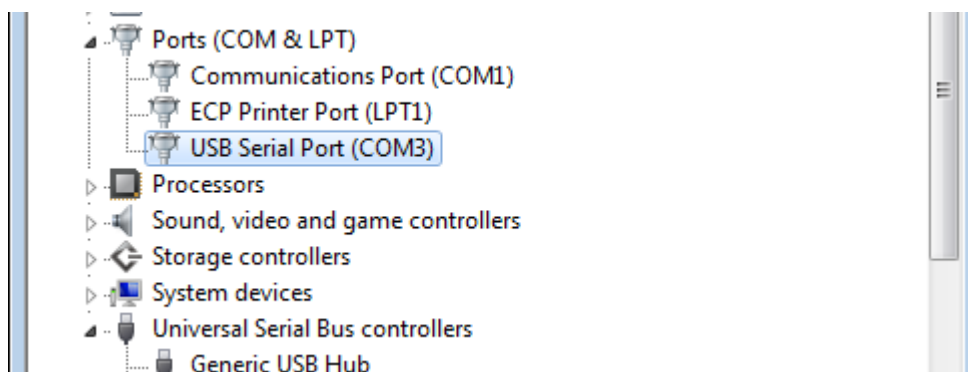 Ports (COM & LPT)
Communications Port (COM1)
ECP Printer Port (LPT1)
USB Serial Port (COM3)
Processors
Sound, video and game controllers
Storage controllers
System devices
Universal Serial Bus controllers
Generic USB Hub